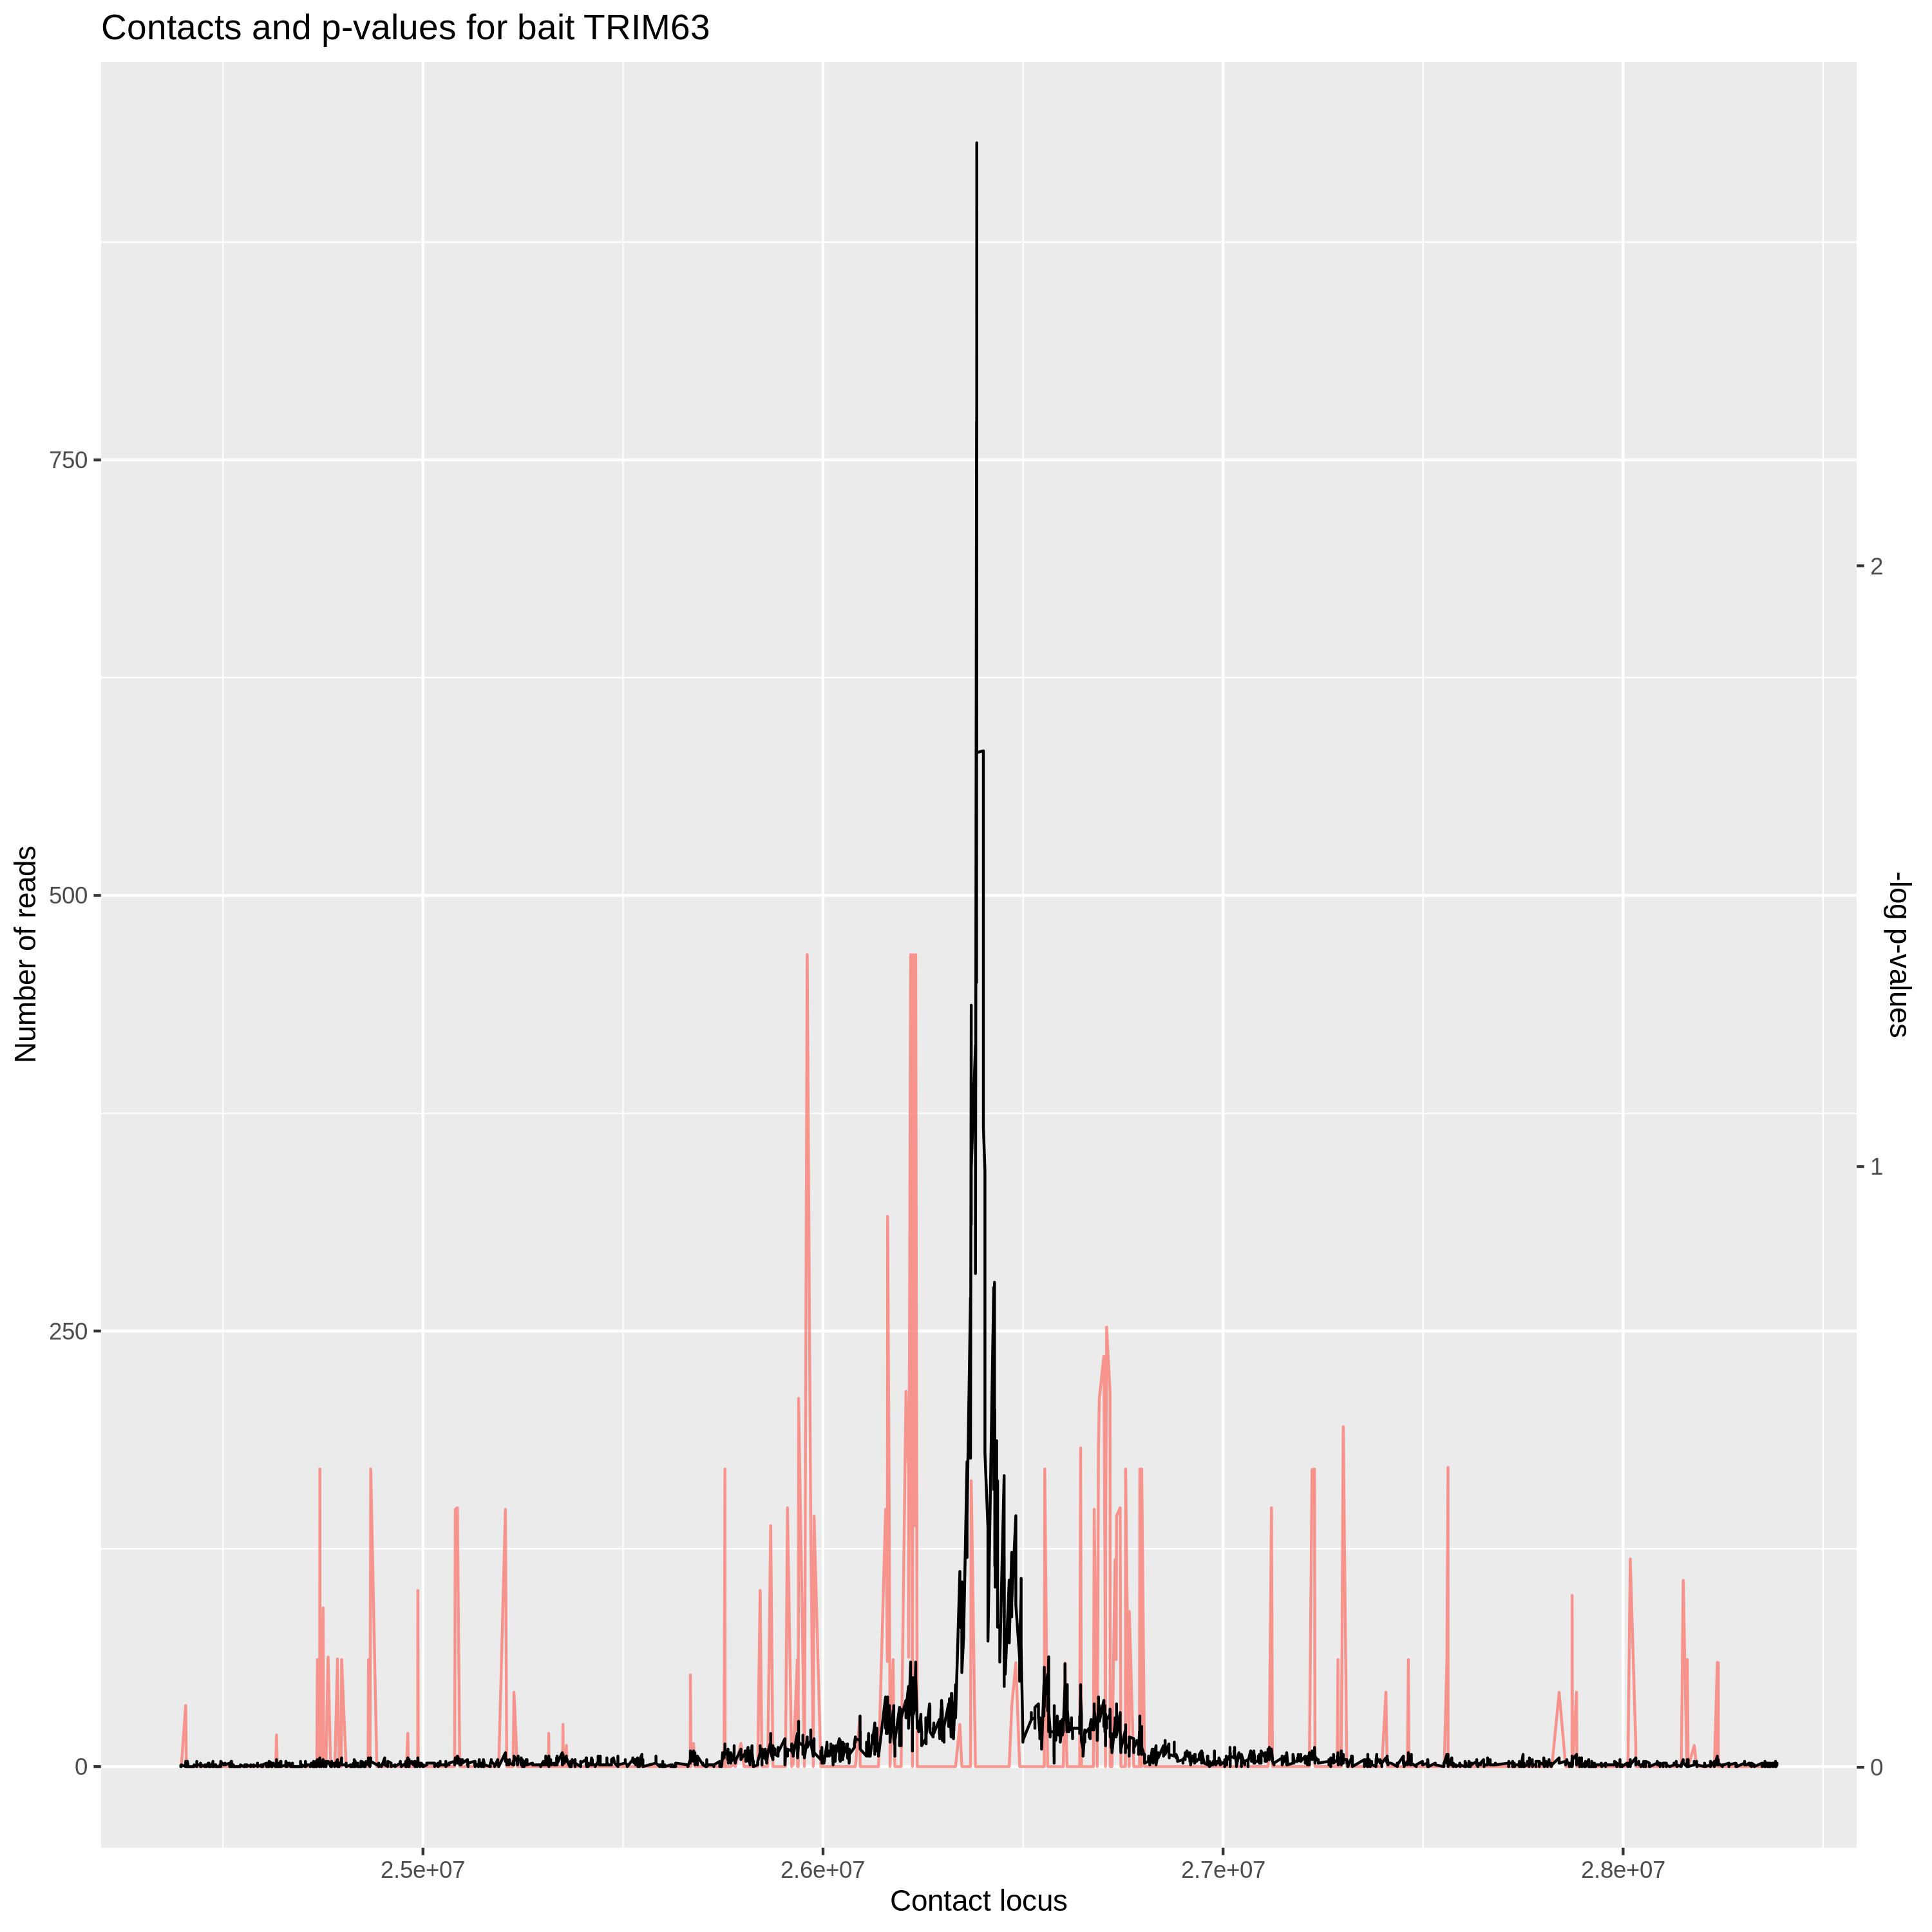 Contacts and p-values for bait TRIM63
Number of reads
750
500
250
0
-log p-values
2
1
0
2.5e+07
2.6e+07
2.7e+07
2.8e+07
Contact locus